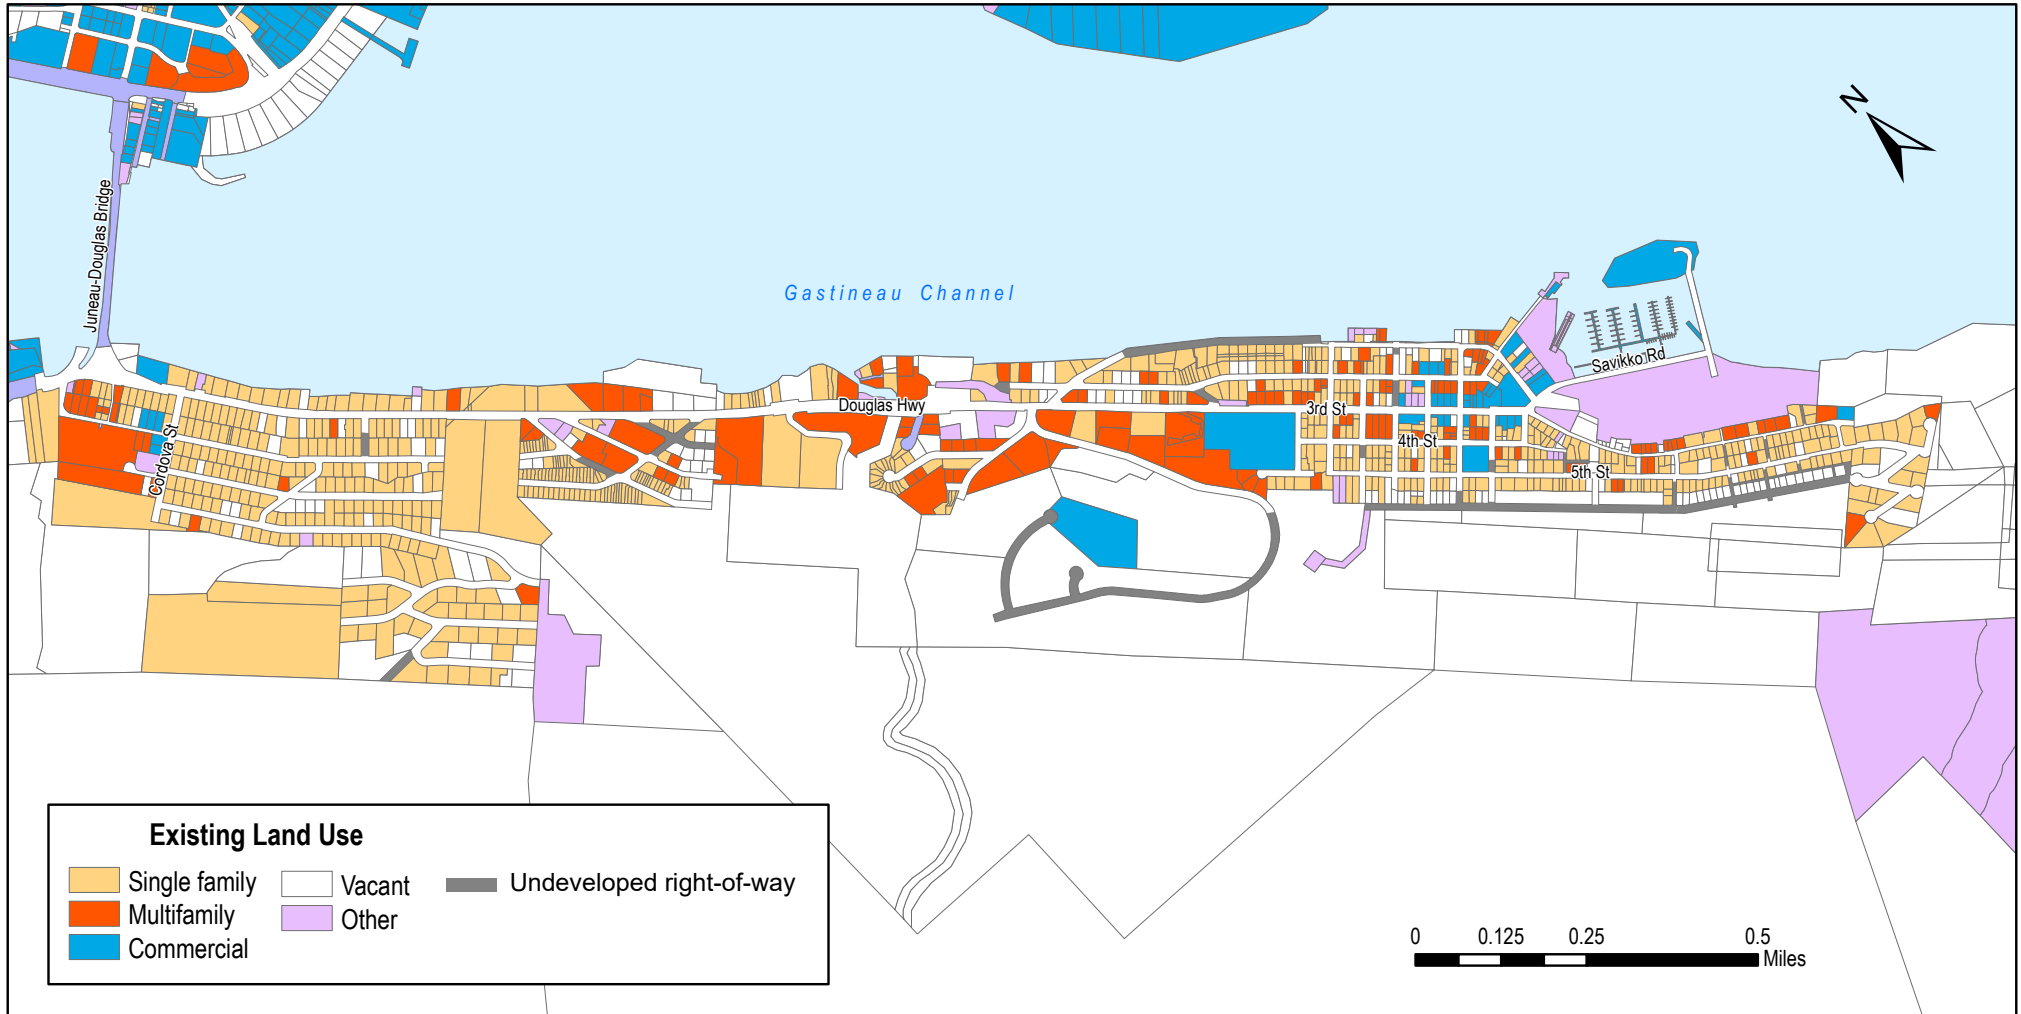 N
Juneau-Douglas Bridge
Gastineau Channel
Savikko Rd
Douglas Hwy
3rd St
4th St
5th St
Cordova St
Existing Land Use
Single family
Multifamily
Commercial
Vacant
Other
Undeveloped right-of-way
0 0.125 0.25 0.5
Miles